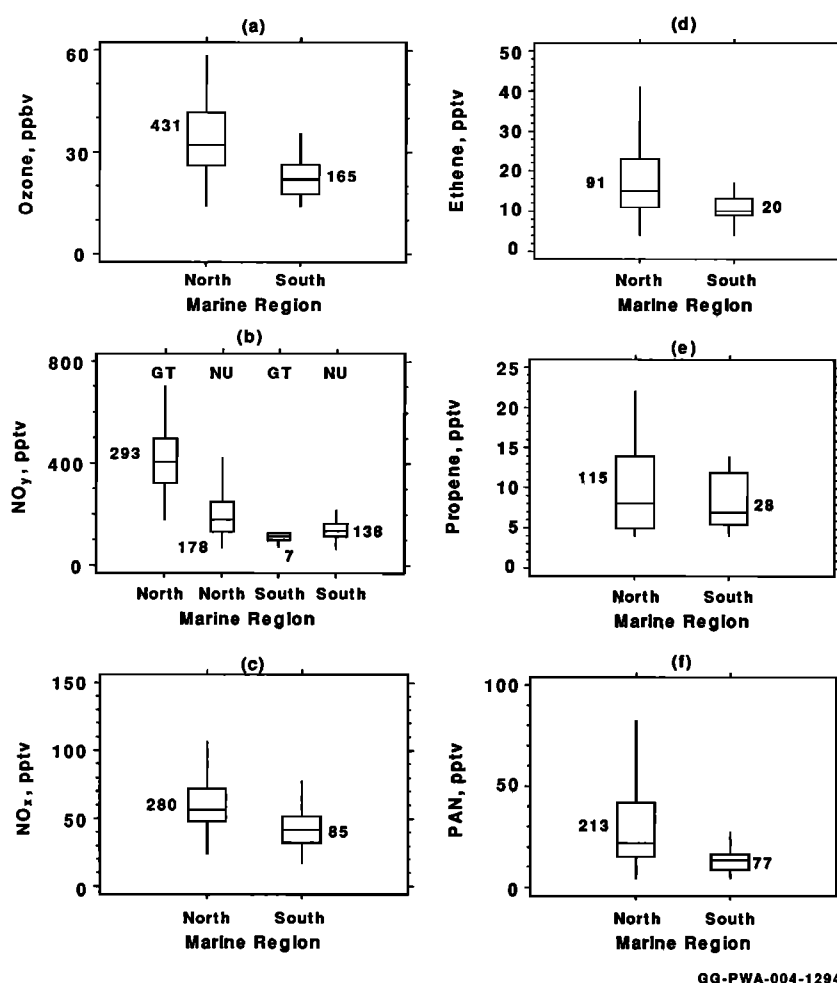 (a)
60
30
0
Ozone, ppbv
431
165
North South
Marine Region
(b)
800
400
0
NOy, pptv
GT NU GT NU
293
178
7
138
North North South South
Marine Region
(c)
150
100
50
0
NOx, pptv
280
85
North South
Marine Region
(d)
50
40
30
20
10
0
Ethene, pptv
91
20
North South
Marine Region
(e)
25
20
15
10
5
0
Propene, pptv
115
28
North South
Marine Region
(f)
100
50
0
PAN, pptv
213
77
North South
Marine Region
GG-PWA-004-1294